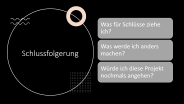 Schlussfolgerung
Was für Schlüsse ziehe
ich?
Was werde ich anders
machen?
Würde ich diese Projekt
nochmals angehen?